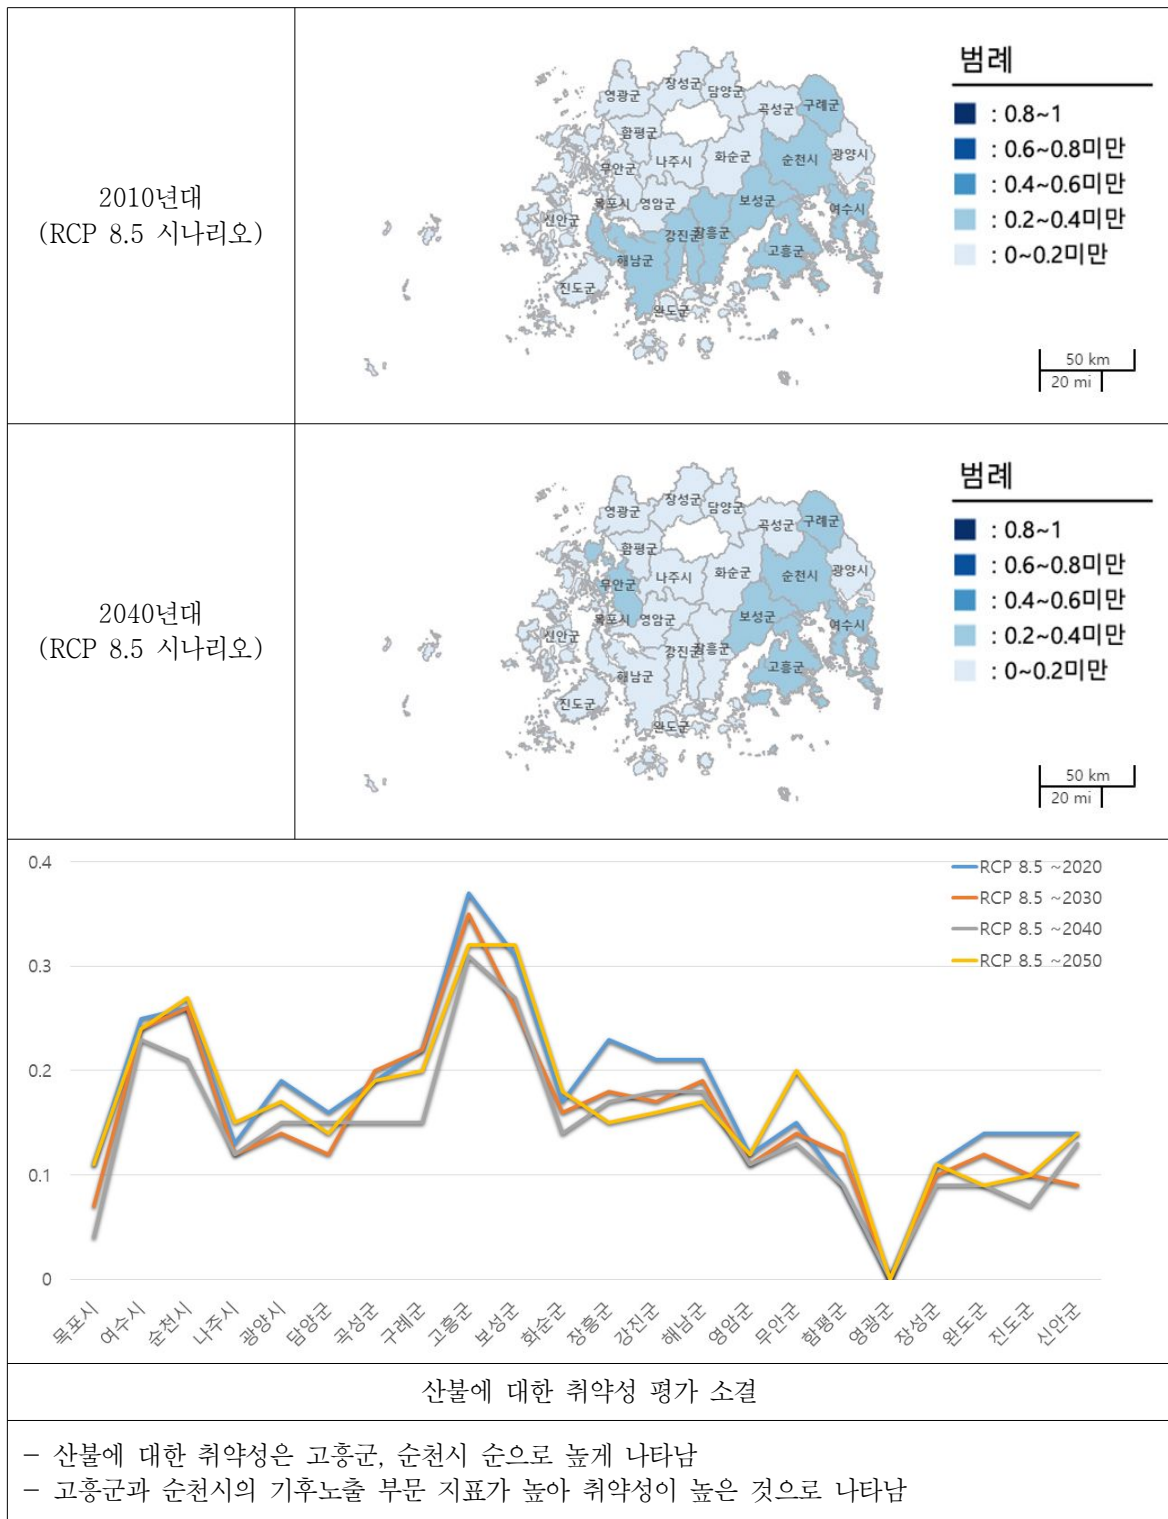 2010년대
(RCP 8.5 시나리오)
장성군
영광군
담양군
구례군
곡성군
함평군
화순군
순천시
광양시
나주시
무안군
보성군
목포시
영암군
여수시
신안군
강진군
장흥군
고흥군
해남군
진도군
완도군
범례
: 0.8~1
: 0.6~0.8미만
: 0.4~0.6미만
: 0.2~0.4미만
: 0~0.2미만
50 km
20 mi
2040년대
(RCP 8.5 시나리오)
장성군
영광군
담양군
구례군
곡성군
함평군
화순군
순천시
광양시
나주시
무안군
보성군
목포시
영암군
여수시
신안군
강진군
장흥군
고흥군
해남군
진도군
완도군
범례
: 0.8~1
: 0.6~0.8미만
: 0.4~0.6미만
: 0.2~0.4미만
: 0~0.2미만
50 km
20 mi
0.4
0.3
0.2
0.1
0
RCP 8.5 ~2020
RCP 8.5 ~2030
RCP 8.5 ~2040
RCP 8.5 ~2050
목포시
여수시
순천시
나주시
광양시
담양군
곡성군
구례군
고흥군
보성군
화순군
장흥군
강진군
해남군
영암군
무안군
함평군
영광군
장성군
완도군
진도군
신안군
산불에 대한 취약성 평가 소결
- 산불에 대한 취약성은 고흥군, 순천시 순으로 높게 나타남
- 고흥군과 순천시의 기후노출 부문 지표가 높아 취약성이 높은 것으로 나타남